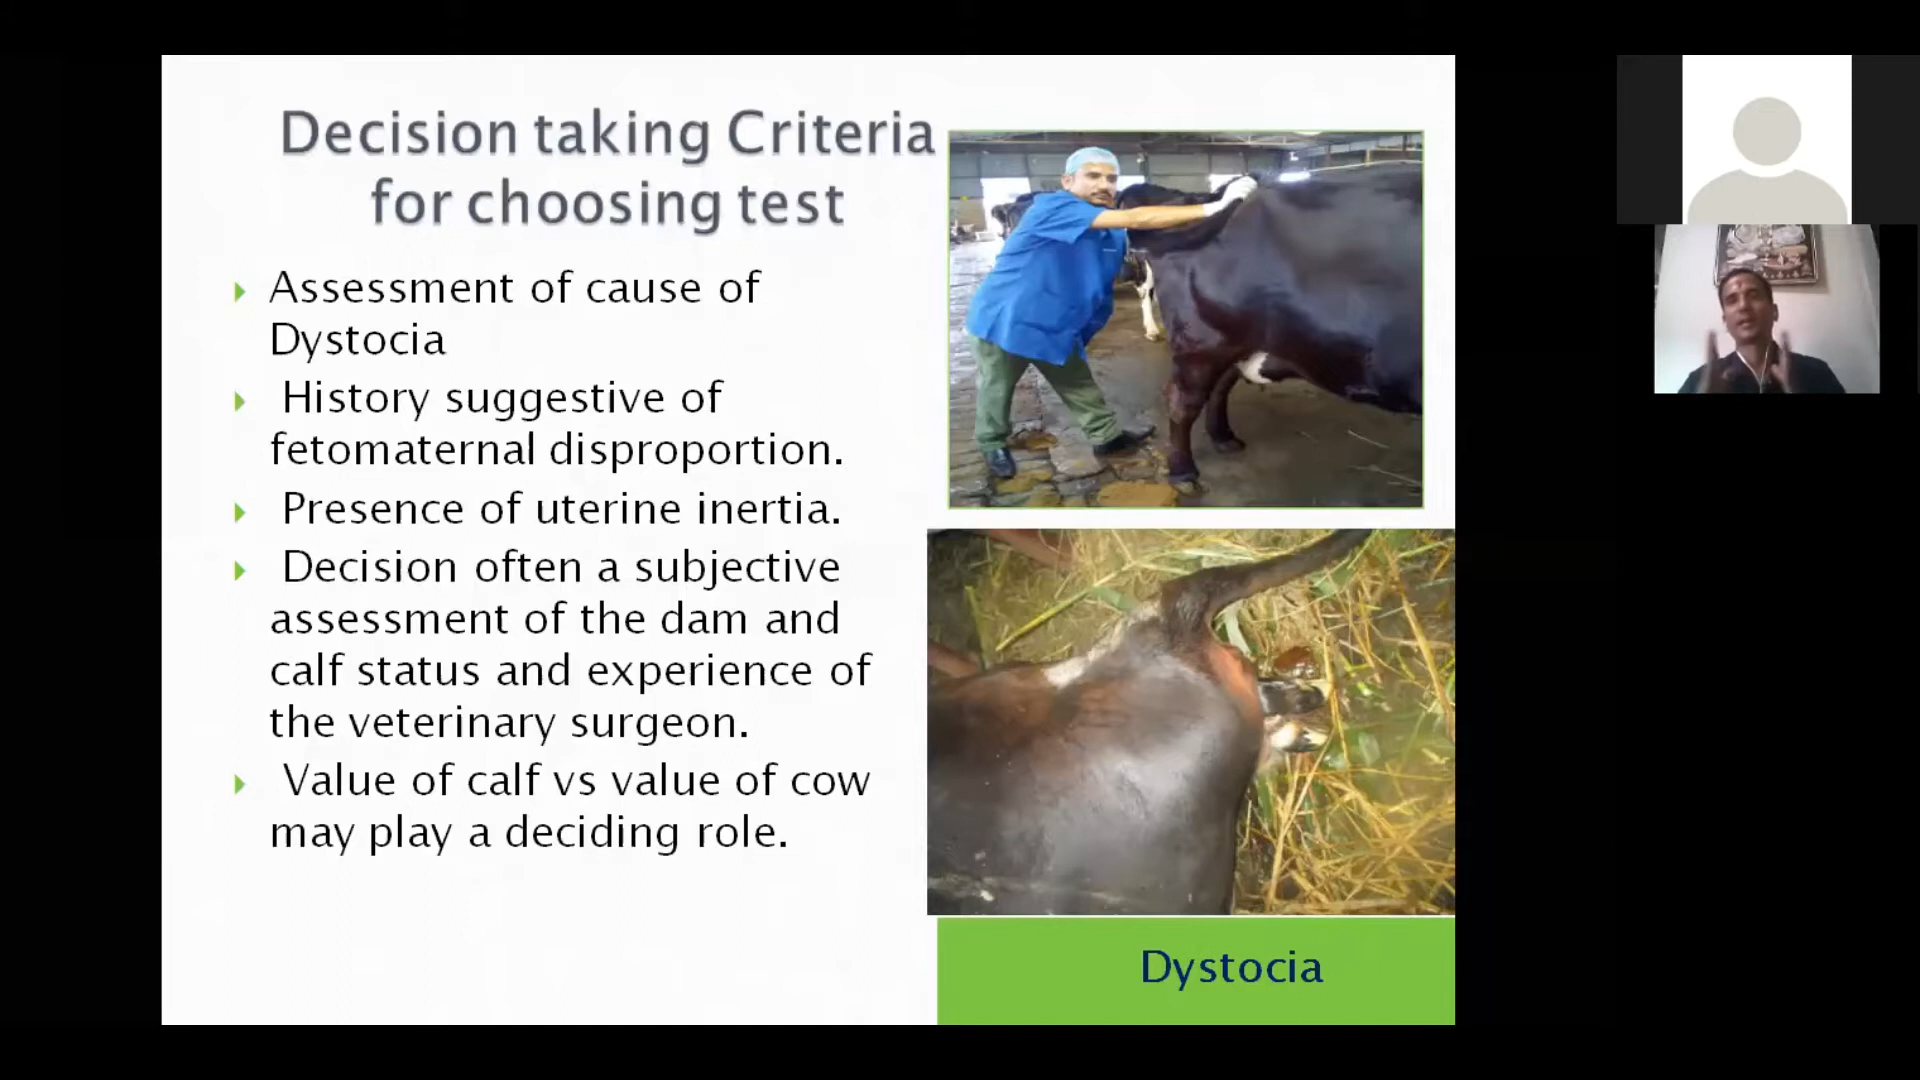 Decision taking Criteria
for choosing test
Assessment of cause of
Dystocia
History suggestive of
fetomaternal disproportion.
Presence of uterine inertia.
Decision often a subjective
assessment of the dam and
calf status and experience of
the veterinary surgeon.
Value of calf vs value of cow
may play a deciding role.
Dystocia